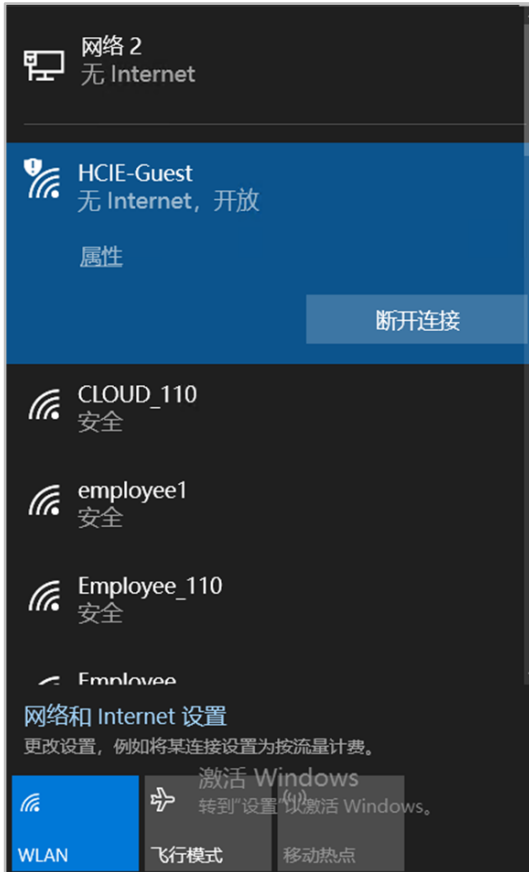 网络 2
无 Internet
HCIE-Guest
无 Internet，开放
属性
断开连接
CLOUD_110
安全
employee1
安全
Employee_110
安全
Employee
网络和 Internet 设置
更改设置，例如将某连接设置为按流量计费。
激活 Windows
转到"设置"以激活 Windows。
WLAN
飞行模式
移动热点